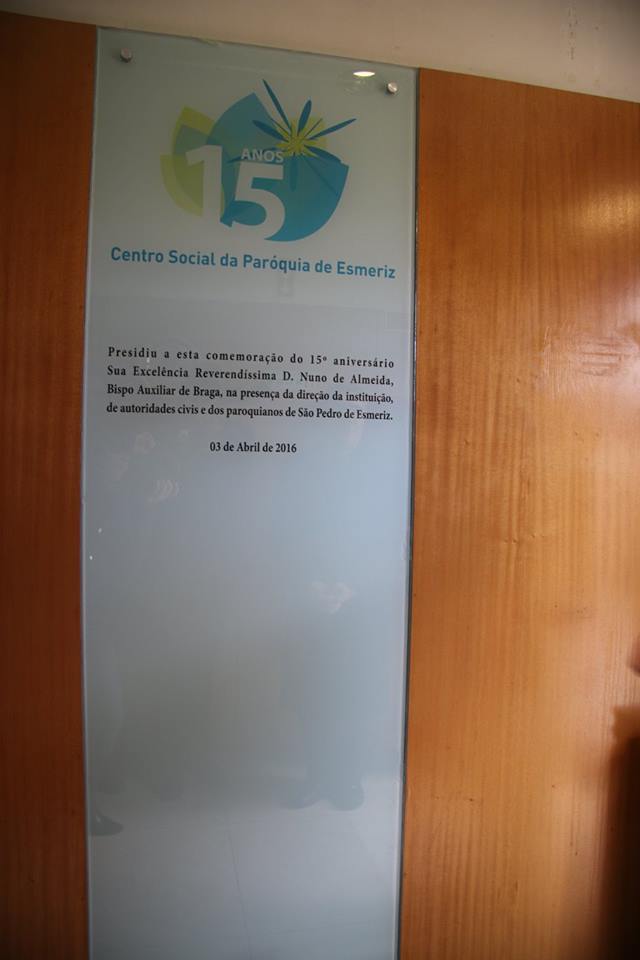 15
ANOS
Centro Social da Paróquia de Esmeriz
Presidiu a esta comemoração do 15º aniversário
Sua Excelência Reverendíssima D. Nuno de Almeida,
Bispo Auxiliar de Braga, na presença da direção da instituição,
de autoridades civis e dos paroquianos de São Pedro de Esmeriz.
03 de Abril de 2016